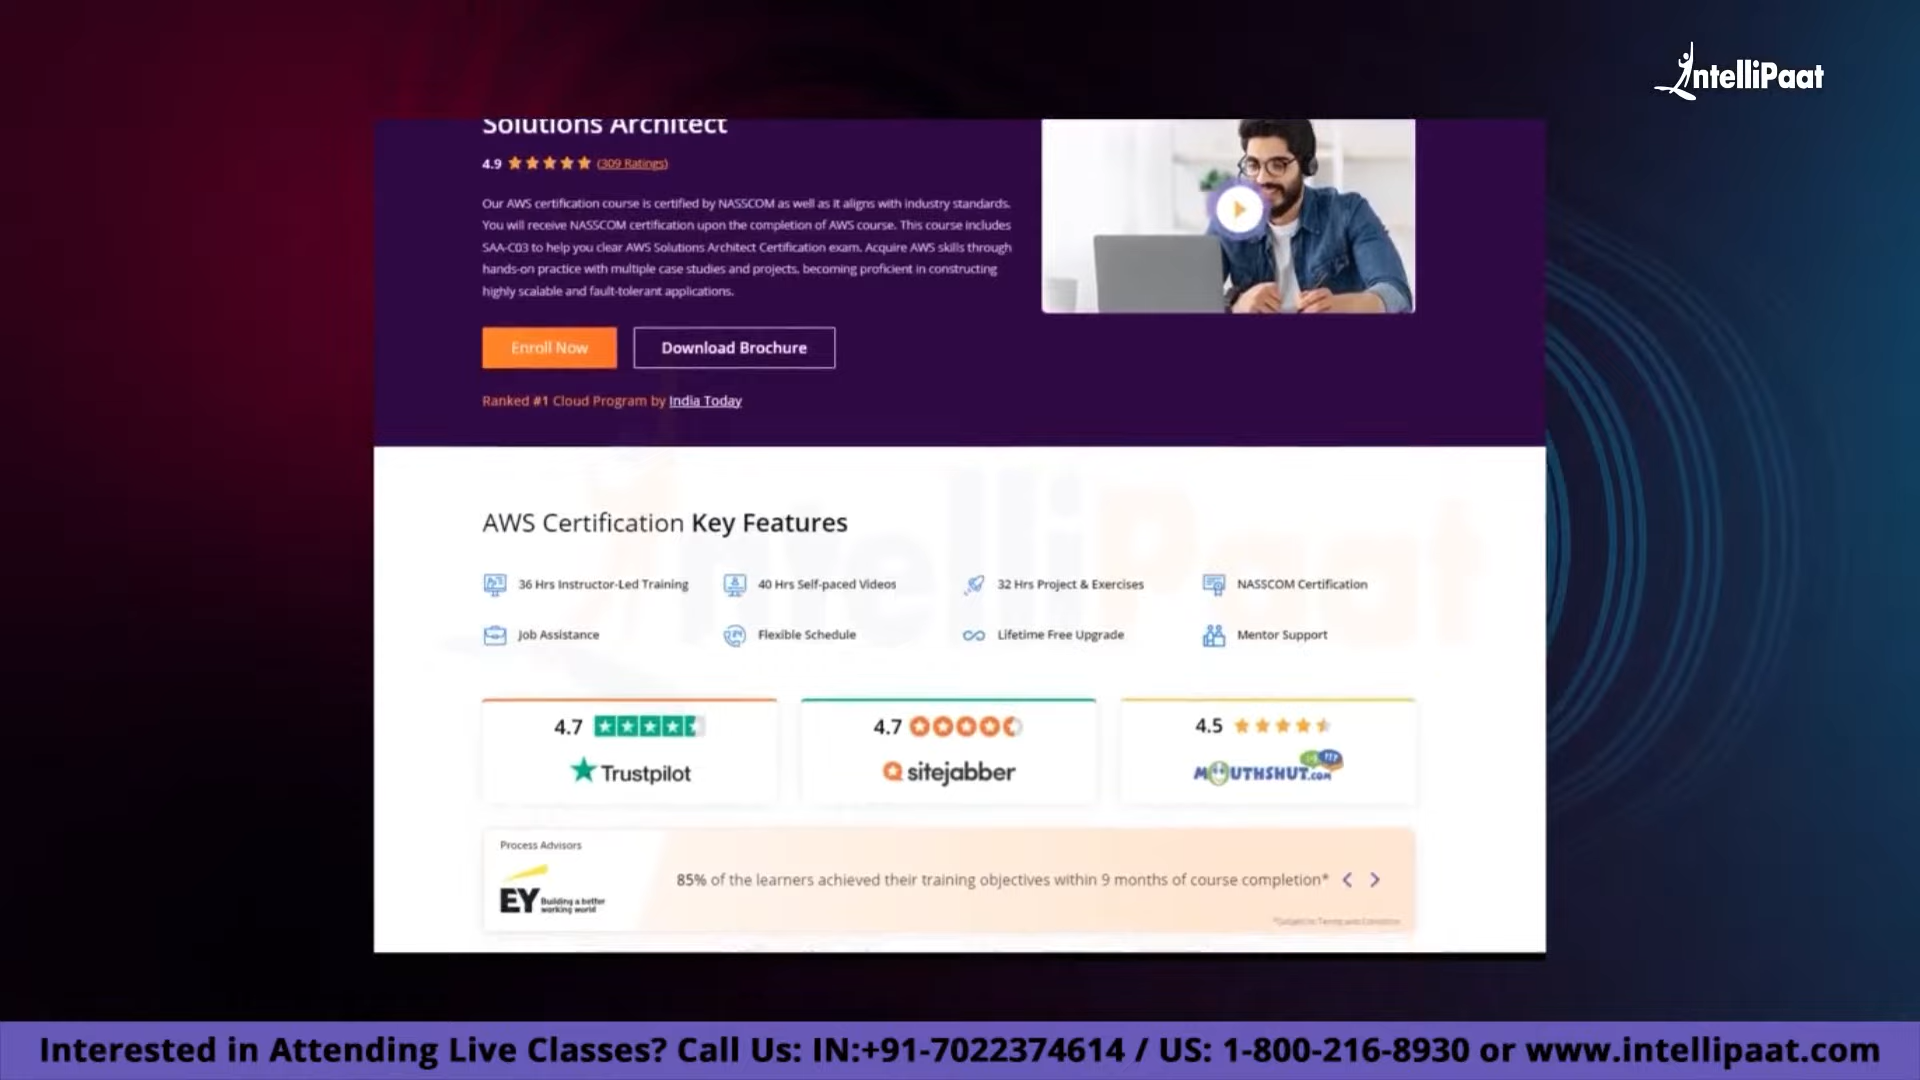 IntelliPaat
Solutions Architect
4.9 (309 Ratings)
Our AWS certification course is certified by NASSCOM as well as it aligns with industry standards.
You will receive NASSCOM certification upon the completion of AWS course. This course includes
SAA-C03 to help you clear AWS Solutions Architect Certification exam. Acquire AWS skills through
hands-on practice with multiple case studies and projects, becoming proficient in constructing
highly scalable and fault-tolerant applications.
Enroll Now
Download Brochure
Ranked #1 Cloud Program by India Today
IntelliPaat
AWS Certification Key Features
36 Hrs Instructor-Led Training
40 Hrs Self-paced Videos
32 Hrs Project & Exercises
NASSCOM Certification
Job Assistance
Flexible Schedule
Lifetime Free Upgrade
Mentor Support
4.7
Trustpilot
4.7
sitejabber
4.5
MOUTHSHUT.COM
Process Advisors
EY Building a better
working world
85% of the learners achieved their training objectives within 9 months of course completion*
*Subject to Terms and Condition
Interested in Attending Live Classes? Call Us: IN:+91-7022374614 / US: 1-800-216-8930 or www.intellipaat.com